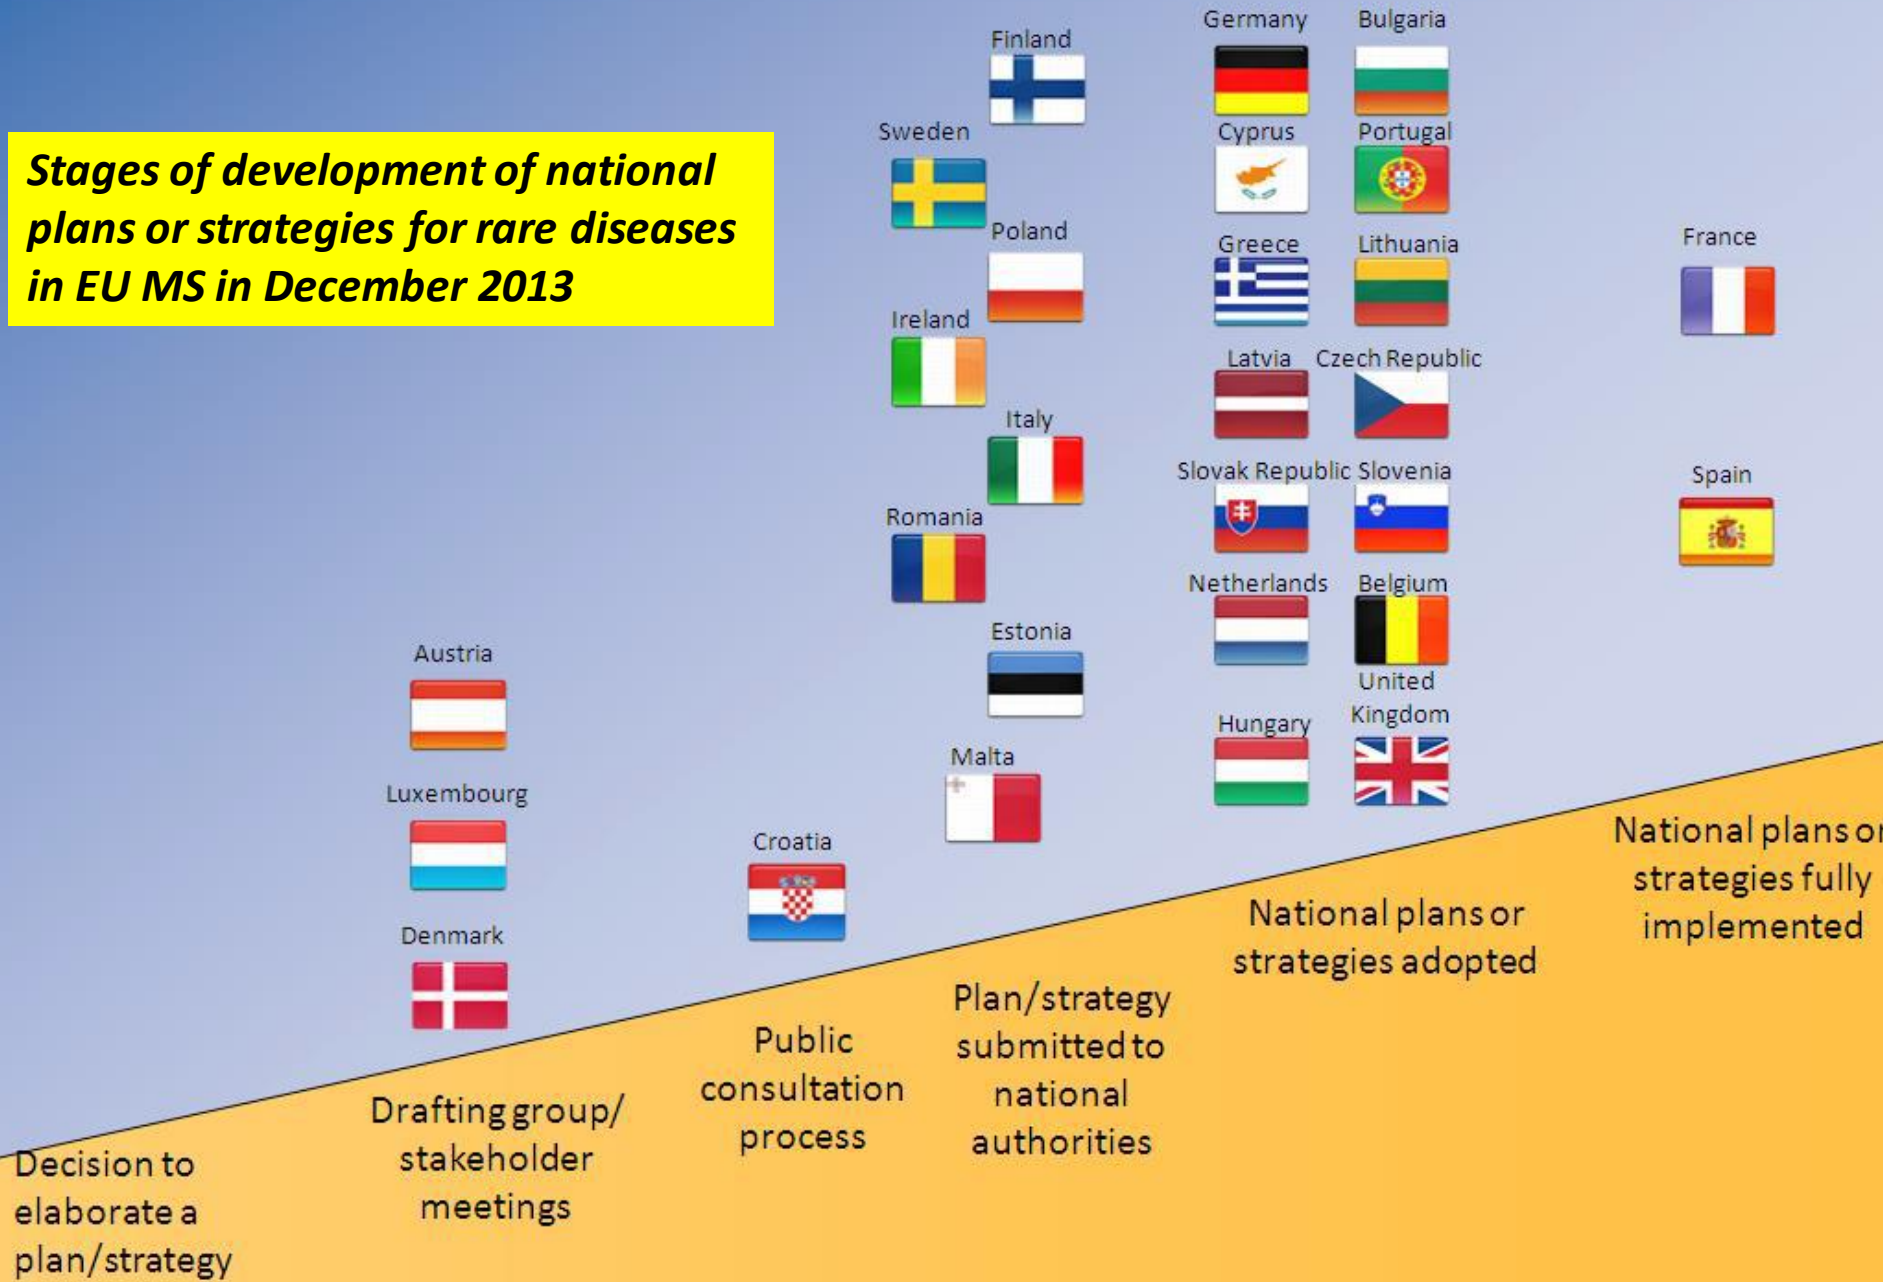 Stages of development of national
plans or strategies for rare diseases
in EU MS in December 2013
Finland
Sweden
Poland
Ireland
Italy
Romania
Estonia
Malta
Germany
Bulgaria
Cyprus
Portugal
Greece
Lithuania
Latvia
Czech Republic
Slovak Republic
Slovenia
Netherlands
Belgium
Hungary
United
Kingdom
France
Spain
Austria
Luxembourg
Denmark
Croatia
Decision to
elaborate a
plan/strategy
Drafting group/
stakeholder
meetings
Public
consultation
process
Plan/strategy
submitted to
national
authorities
National plans or
strategies adopted
National plans or
strategies fully
implemented